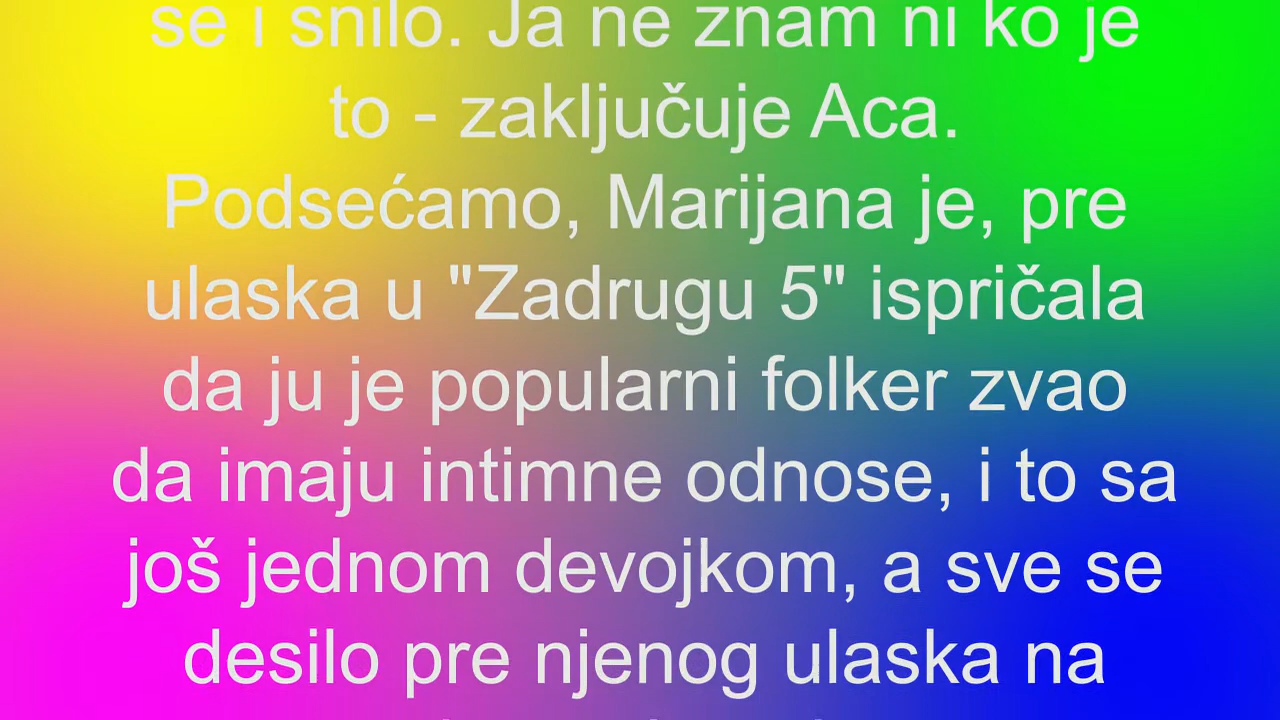 se i snilo. Ja ne znam ni ko je
to - zaključuje Aca.
Podsećamo, Marijana je, pre
ulaska u "Zadrugu 5" ispričala
da ju je popularni folker zvao
da imaju intimne odnose, i to sa
još jednom devojkom, a sve se
desilo pre njenog ulaska na